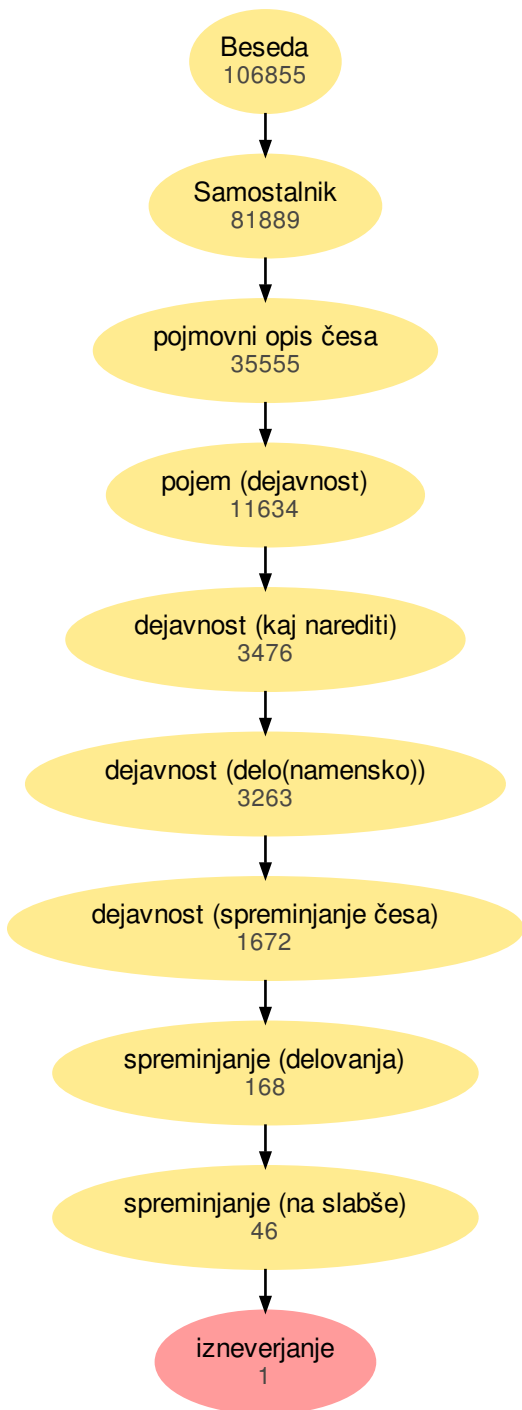 Beseda
106855
Samostalnik
81889
pojmovni opis česa
35555
pojem (dejavnost)
11634
dejavnost (kaj narediti)
3476
dejavnost (delo(namensko))
3263
dejavnost (spreminjanje česa)
1672
spreminjanje (delovanja)
168
spreminjanje (na slabše)
46
izneverjanje
1